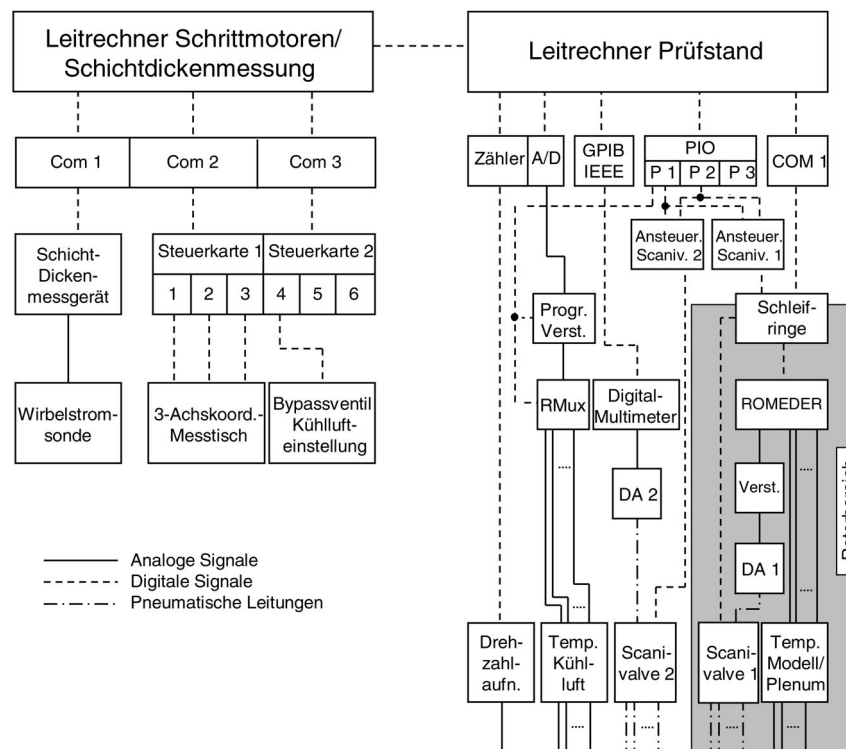 Leitrechner Schrittmotoren/
Schichtdickenmessung
Leitrechner Prüfstand
Com 1
Com 2
Com 3
Zähler
A/D
GPIB
IEEE
PIO
P 1
P 2
P 3
COM 1
Schicht-
Dicken-
messgerät
Steuerkarte 1
Steuerkarte 2
1
2
3
4
5
6
Ansteuer.
Scaniv. 2
Ansteuer.
Scaniv. 1
Progr.
Verst.
Schleif-
ringe
Wirbelstrom-
sonde
3-Achskoord.-
Messtisch
Bypassventil
Kühlluft-
einstellung
RMux
Digital-
Multimeter
ROMEDER
....
....
DA 2
Verst.
DA 1
Analoge Signale
Digitale Signale
Pneumatische Leitungen
....
....
Dreh-
zahl-
aufn.
Temp.
Kühl-
luft
Scani-
valve 2
Scani-
valve 1
Temp.
Modell/
Plenum
....
....
....
....